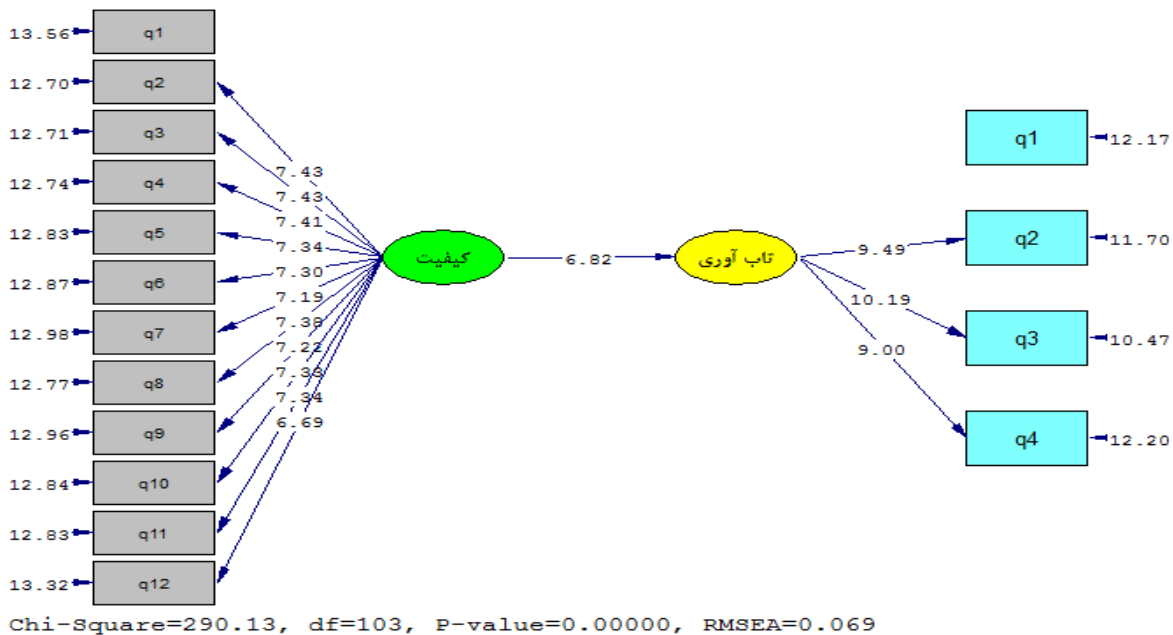 13.56 q1
12.70 q2
12.71 q3
12.74 q4
12.83 q5
12.87 q6
12.98 q7
12.77 q8
12.96 q9
12.84 q10
12.83 q11
13.32 q12
7.43
7.43
7.41
7.34
7.30
7.19
7.38
7.22
7.33
7.34
6.69
کیفیت
6.82
تاب آوری
9.49
10.19
9.00
q1 12.17
q2 11.70
q3 10.47
q4 12.20
Chi-Square=290.13, df=103, P-value=0.00000, RMSEA=0.069